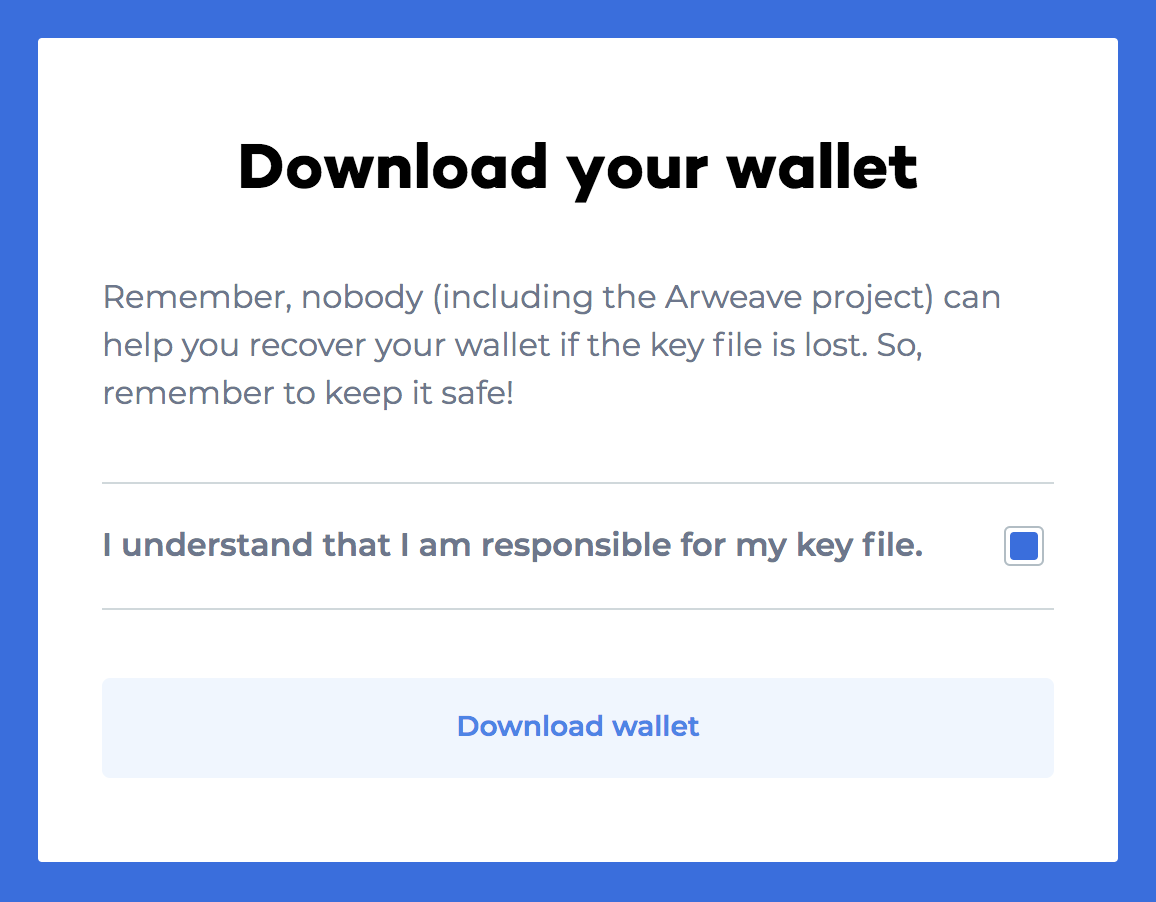 Download your wallet
Remember, nobody (including the Arweave project) can
help you recover your wallet if the key file is lost. So,
remember to keep it safe!
I understand that I am responsible for my key file.
Download wallet